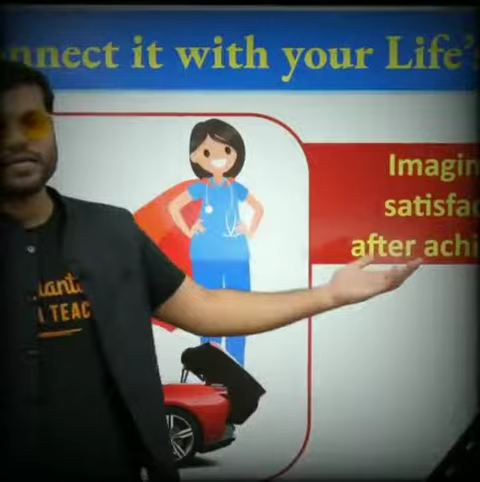 nnect it with your Life's
Imagin
satisfac
after achi
TEAC